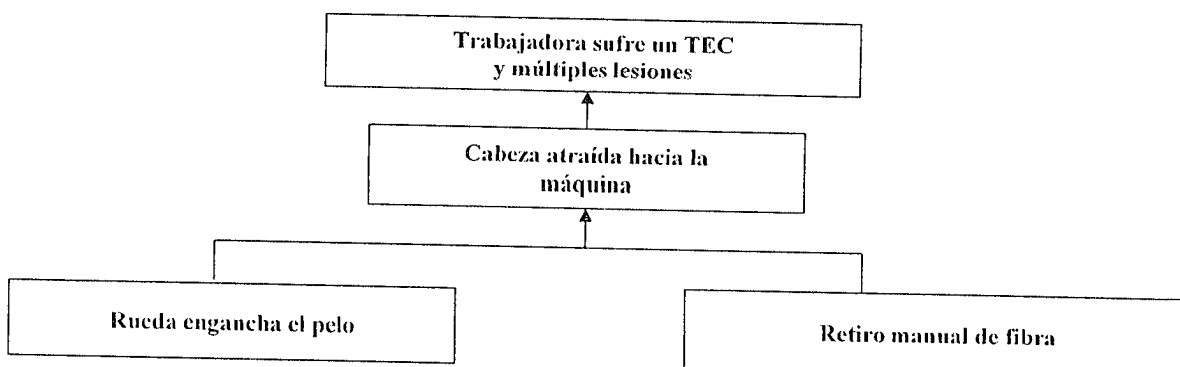 Trabajadora sufre un TEC
y múltiples lesiones
Cabeza atraída hacia la
máquina
Rueda engancha el pelo
Retiro manual de fibra